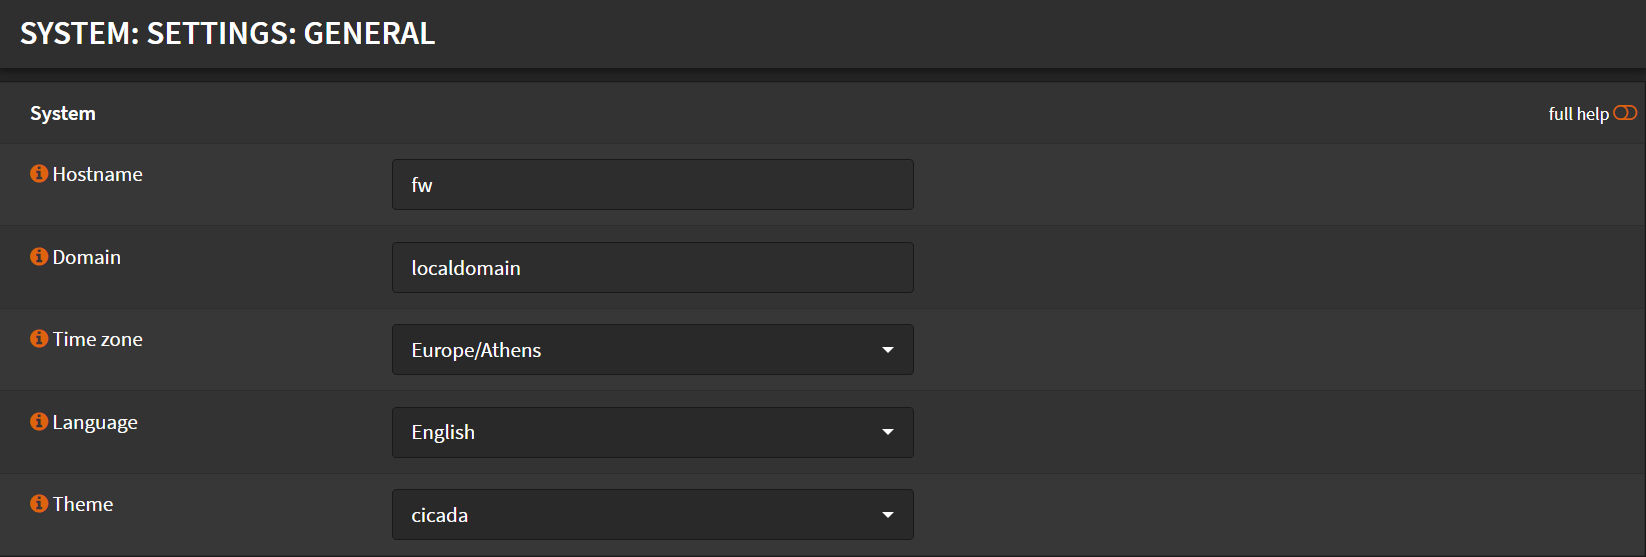 SYSTEM: SETTINGS: GENERAL
System full help
Hostname fw
Domain localdomain
Time zone Europe/Athens
Language English
Theme cicada